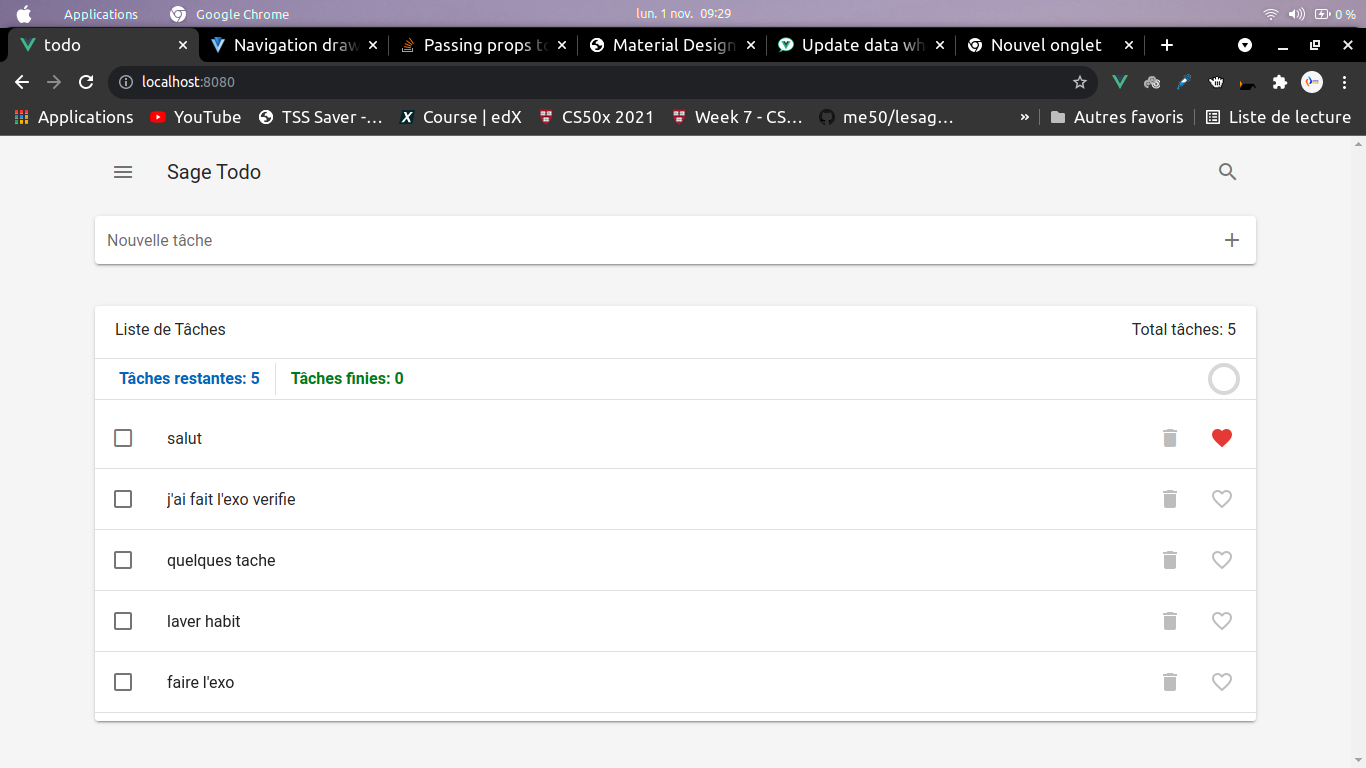 Applications Google Chrome lun. 1 nov. 09:29 0 %
todo Navigation draw Passing props to Material Design Update data wh Nouvel onglet
localhost:8080
Applications YouTube TSS Saver -... Course | edX CS50x 2021 Week 7 - CS... me50/lesag... » Autres favoris Liste de lecture
Sage Todo
Nouvelle tâche
Liste de Tâches Total tâches: 5
Tâches restantes: 5 Tâches finies: 0
salut
j'ai fait l'exo verifie
quelques tache
laver habit
faire l'exo